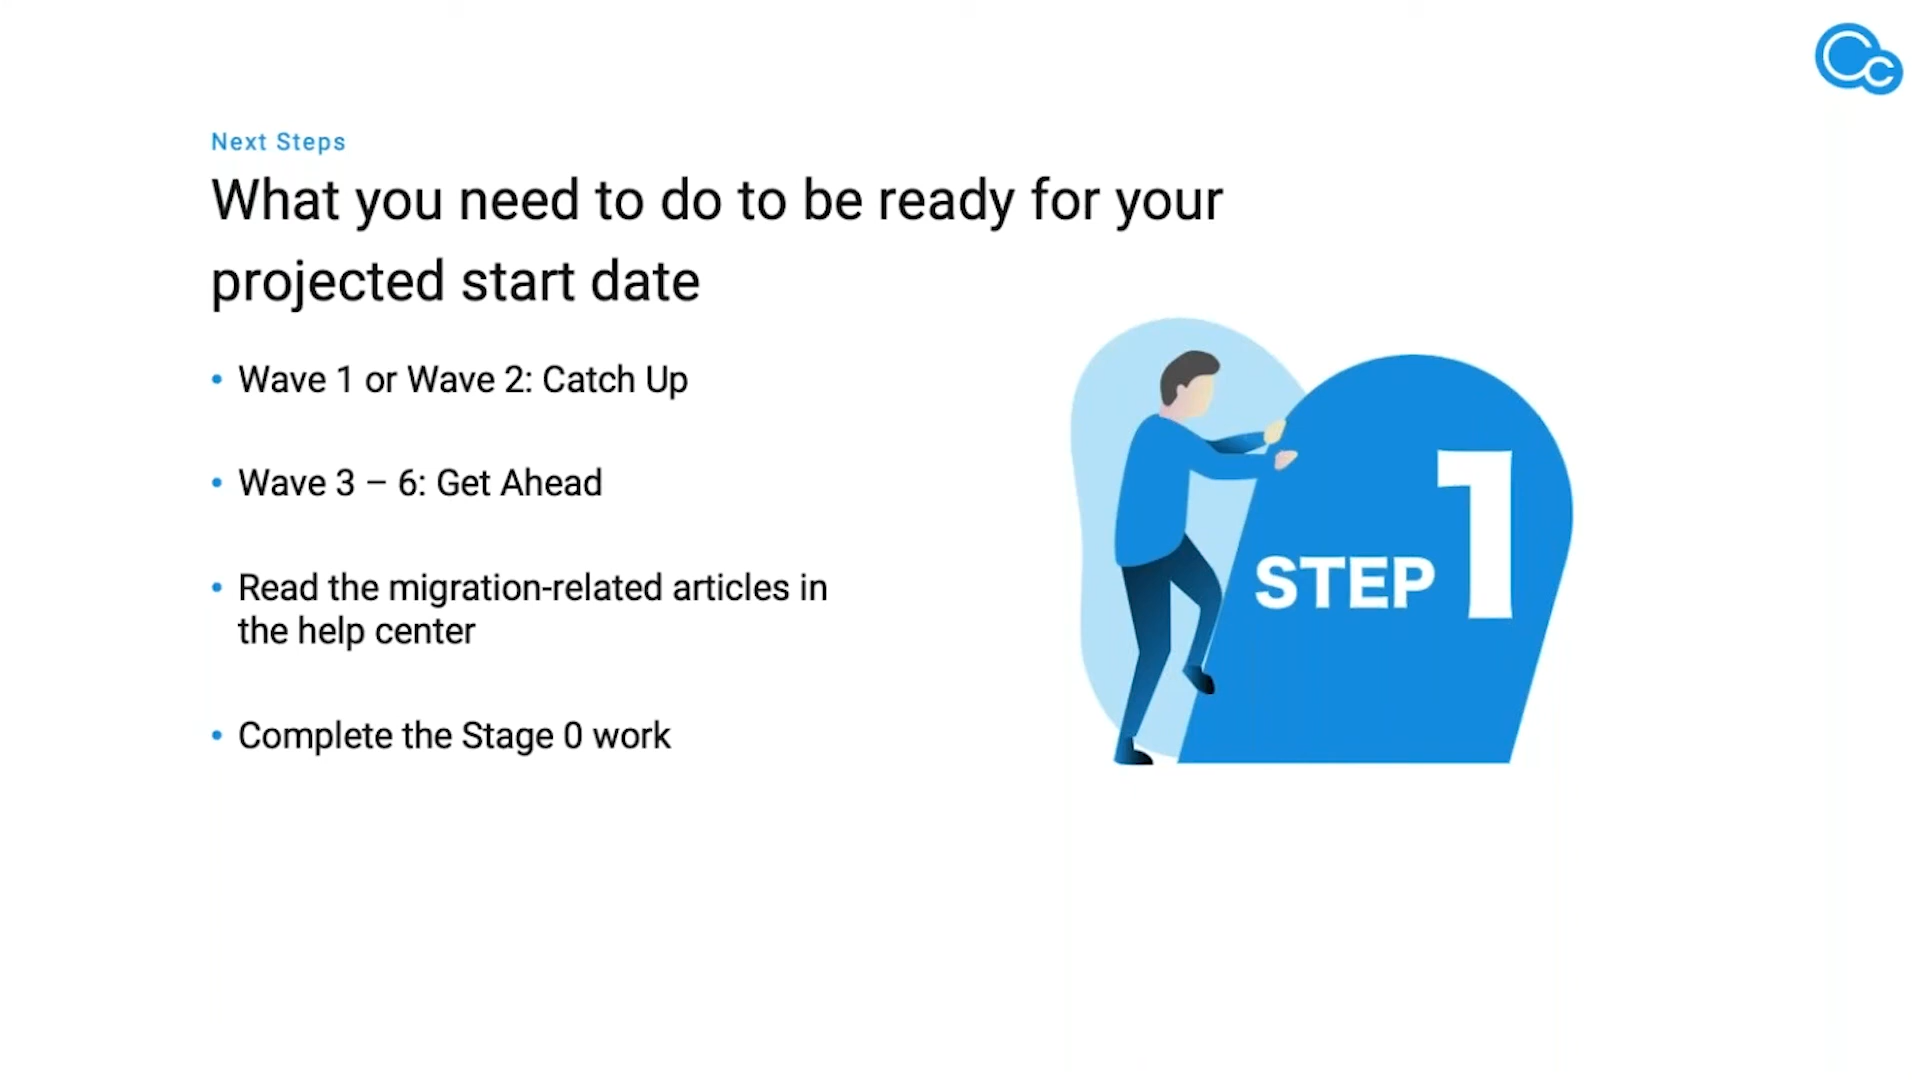 Cc
Next Steps
What you need to do to be ready for your
projected start date
• Wave 1 or Wave 2: Catch Up
• Wave 3 – 6: Get Ahead
• Read the migration-related articles in
the help center
• Complete the Stage 0 work
STEP 1